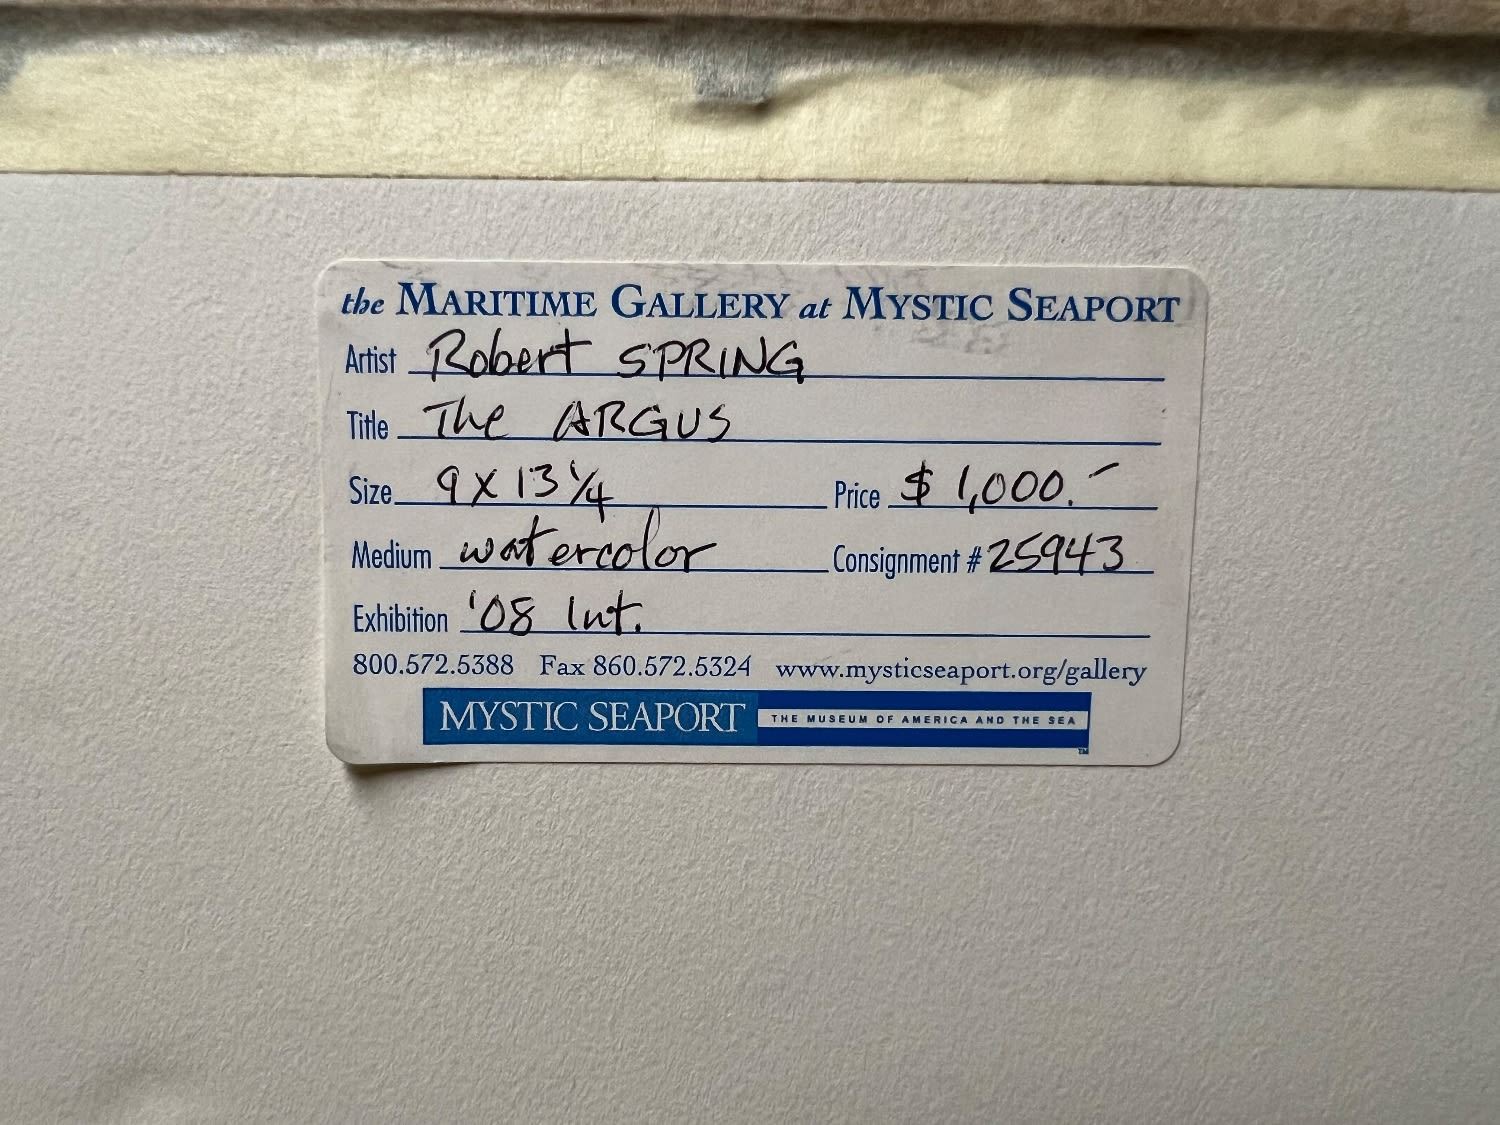 the MARITIME GALLERY at MYSTIC SEAPORT
Artist Robert SPRING
Title The ARGUS
Size 9 X 13 1/4 Price $ 1,000.-
Medium watercolor Consignment # 25943
Exhibition '08 Int.
800.572.5388 Fax 860.572.5324 www.mysticseaport.org/gallery
MYSTIC SEAPORT THE MUSEUM OF AMERICA AND THE SEA TM